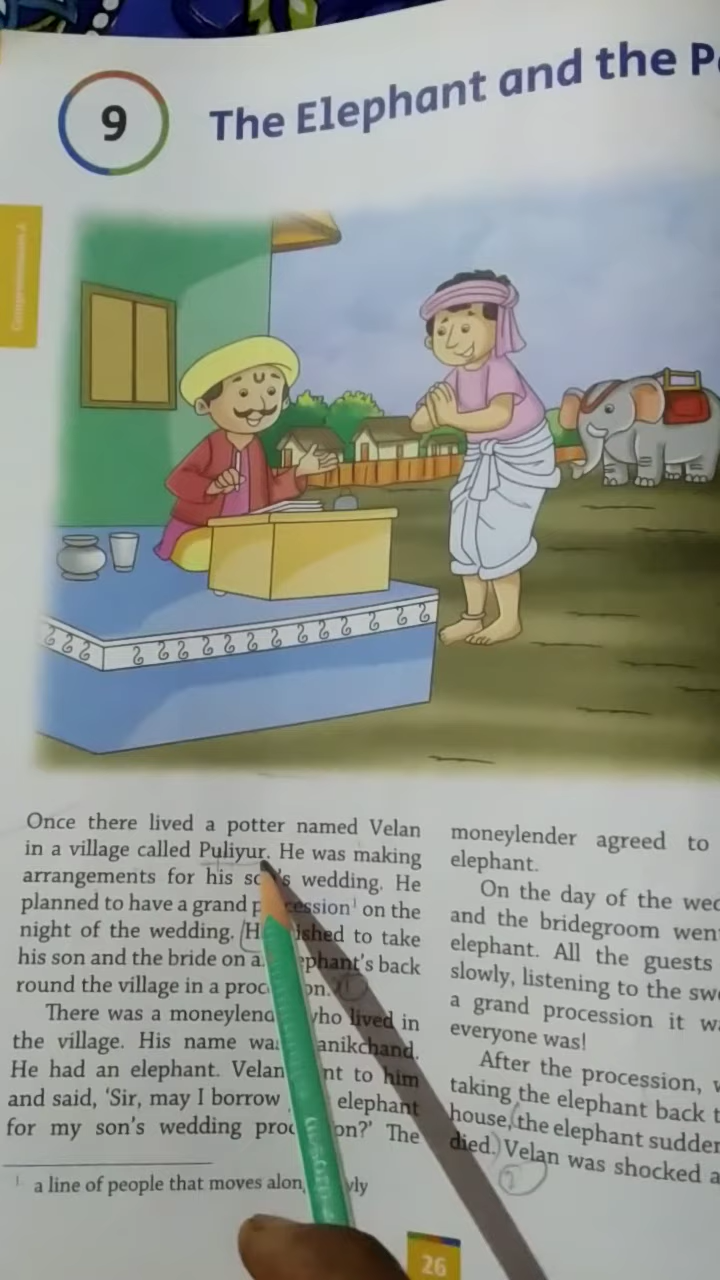 9
The Elephant and the
Comprehension-A
Once there lived a potter named Velan
in a village called Puliyur. He was making
arrangements for his wedding. He
planned to have a grand on the
night of the wedding. to take
his son and the bride on back
round the village in a
There was a who lived in
the village. His name was
He had an elephant. Velan to him
and said, 'Sir, may I borrow elephant
for my son's wedding The
1 a line of people that moves
moneylender agreed to
elephant.
On the day of the
and the bridegroom
elephant. All the guests
slowly, listening to the
a grand procession it
everyone was!
After the procession,
taking the elephant back
house, the elephant
died. Velan was shocked
26